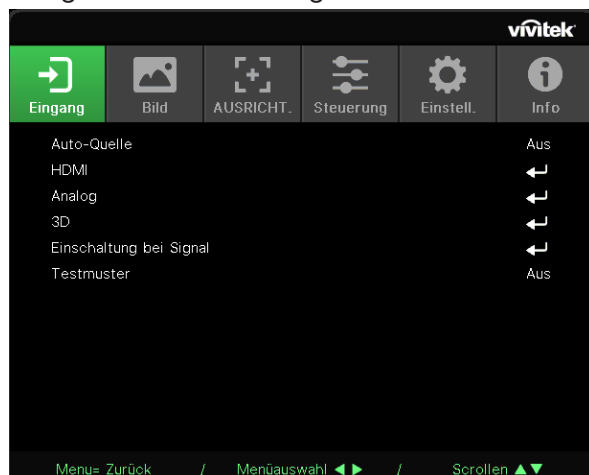 vivitek
Eingang Bild AUSRICHT. Steuerung Einstell. Info
Auto-Quelle Aus
HDMI
Analog
3D
Einschaltung bei Signal
Testmuster Aus
Menu= Zurück / Menüauswahl ◀ ▶ / Scrollen ▲▼